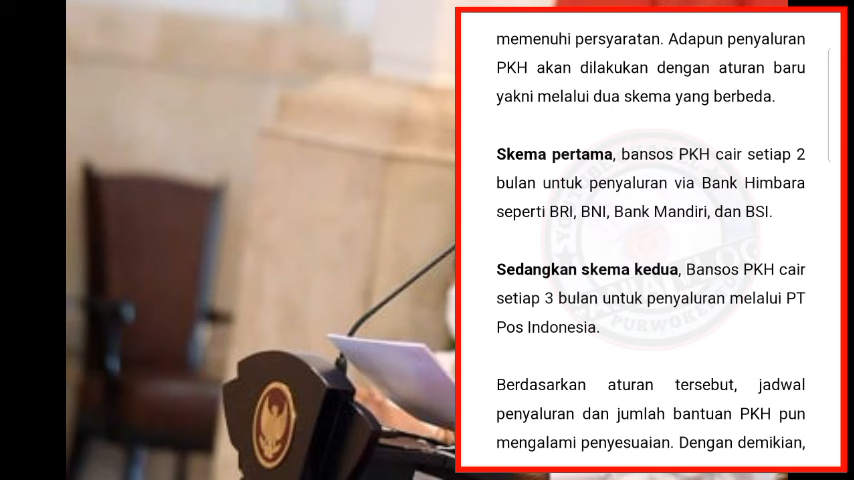 memenuhi persyaratan. Adapun penyaluran
PKH akan dilakukan dengan aturan baru
yakni melalui dua skema yang berbeda.
Skema pertama, bansos PKH cair setiap 2
bulan untuk penyaluran via Bank Himbara
seperti BRI, BNI, Bank Mandiri, dan BSI.
Sedangkan skema kedua, Bansos PKH cair
setiap 3 bulan untuk penyaluran melalui PT
Pos Indonesia.
Berdasarkan aturan tersebut, jadwal
penyaluran dan jumlah bantuan PKH pun
mengalami penyesuaian. Dengan demikian,